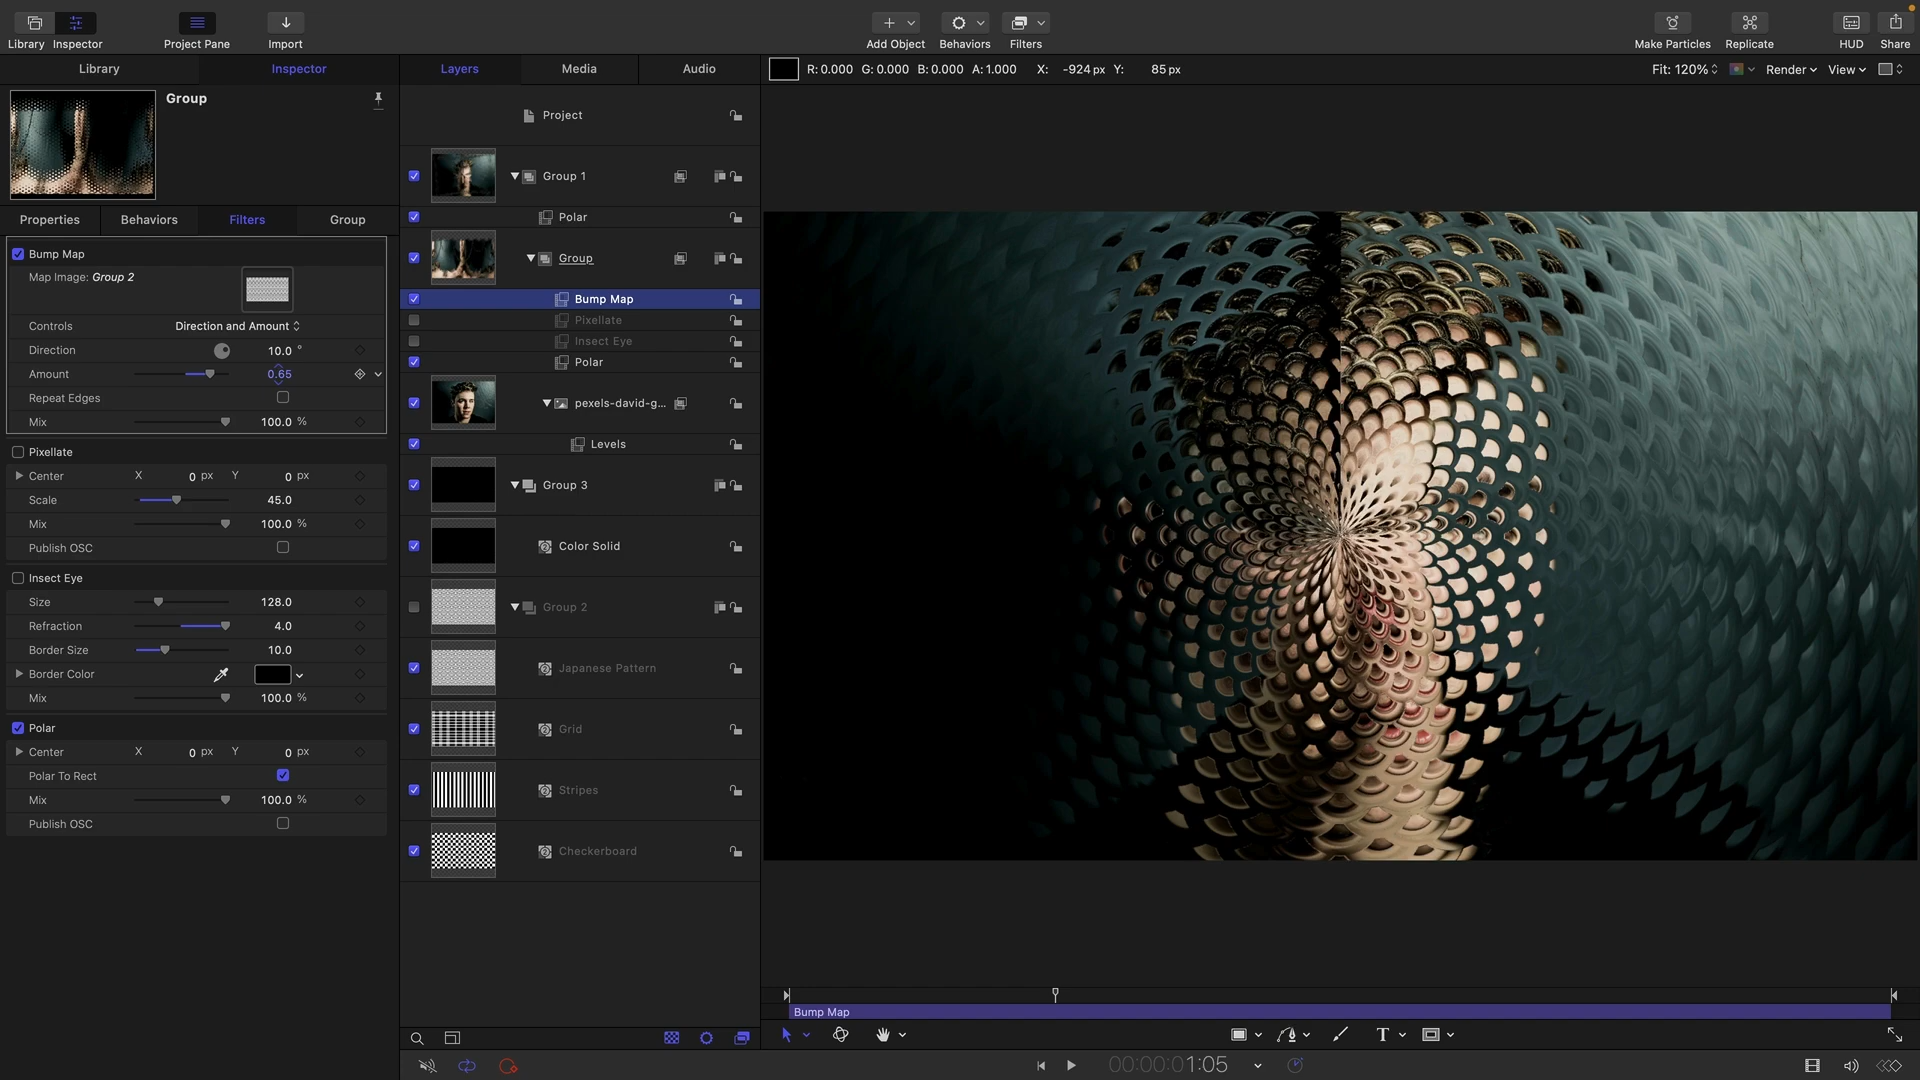 Library Inspector
Project Pane
Import
Add Object
Behaviors
Filters
Make Particles
Replicate
HUD
Share
Library
Inspector
Layers
Media
Audio
R: 0.000 G: 0.000 B: 0.000 A: 1.000 X: -924 px Y: 85 px
Fit: 120%
Render
View
Group
Properties
Behaviors
Filters
Group
Bump Map
Map Image: Group 2
Controls Direction and Amount
Direction 10.0 °
Amount 0.65
Repeat Edges
Mix 100.0 %
Pixellate
Center X 0 px Y 0 px
Scale 45.0
Mix 100.0 %
Publish OSC
Insect Eye
Size 128.0
Refraction 4.0
Border Size 10.0
Border Color
Mix 100.0 %
Polar
Center X 0 px Y 0 px
Polar To Rect
Mix 100.0 %
Publish OSC
Project
Group 1
Polar
Group
Bump Map
Pixellate
Insect Eye
Polar
pexels-david-g...
Levels
Group 3
Color Solid
Group 2
Japanese Pattern
Grid
Stripes
Checkerboard
Bump Map
T
00:00:01:05